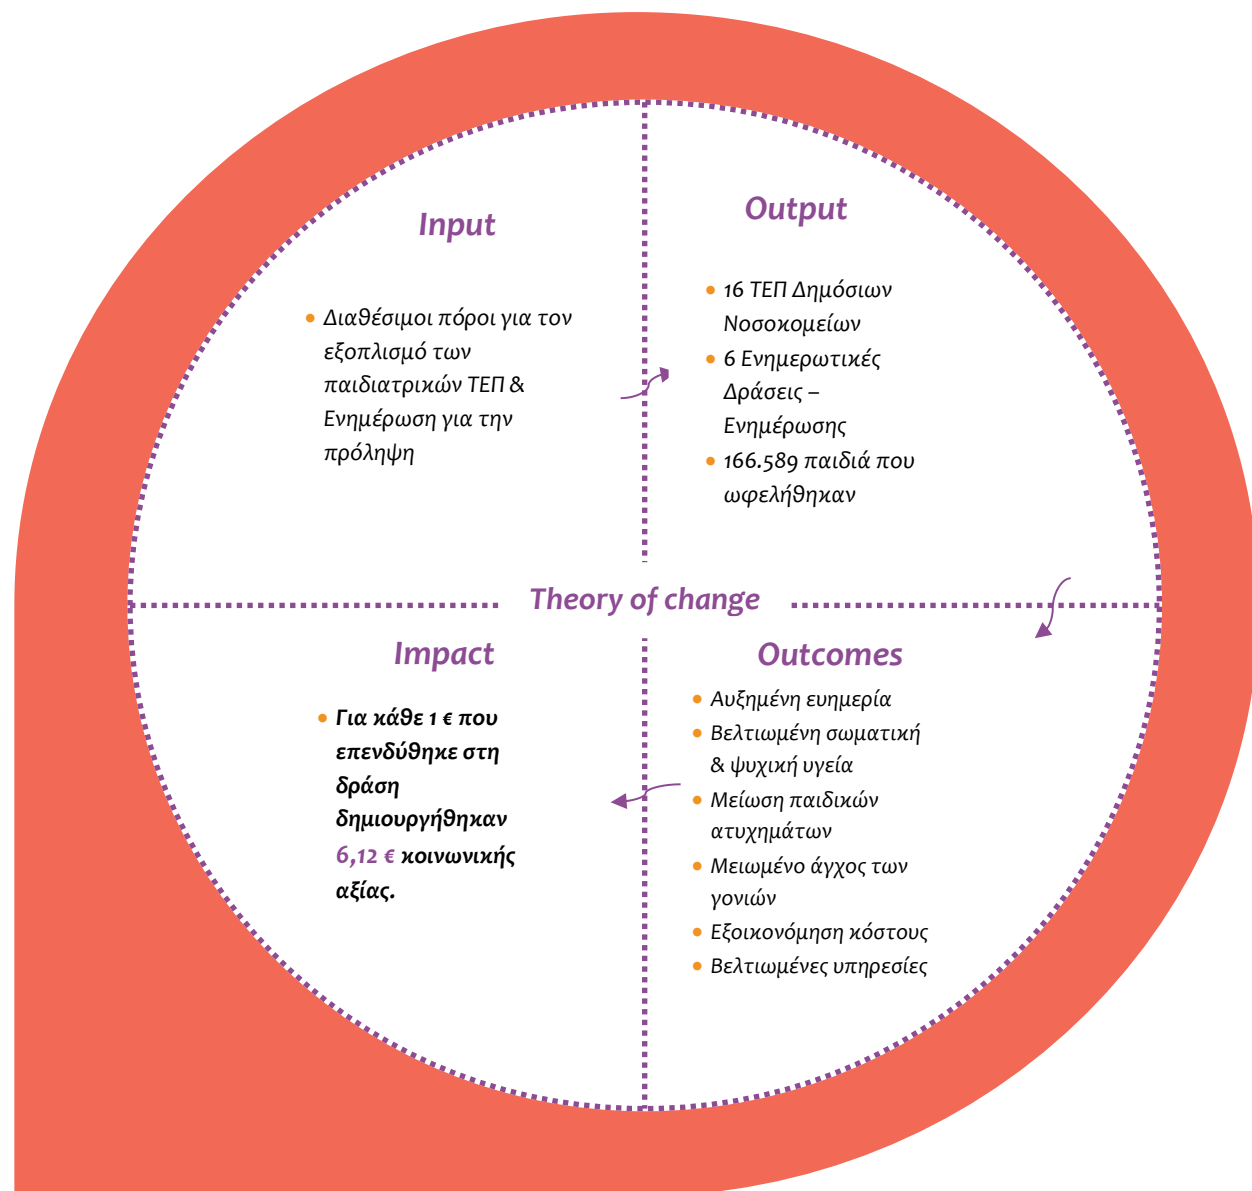 Input
Διαθέσιμοι πόροι για τον
εξοπλισμό των
παιδιατρικών ΤΕΠ &
Ενημέρωση για την
πρόληψη
Output
16 ΤΕΠ Δημόσιων
Νοσοκομείων
6 Ενημερωτικές
Δράσεις –
Ενημέρωσης
166.589 παιδιά που
ωφελήθηκαν
Theory of change
Impact
Για κάθε 1 € που
επενδύθηκε στη
δράση
δημιουργήθηκαν
6,12 € κοινωνικής
αξίας.
Outcomes
Αυξημένη ευημερία
Βελτιωμένη σωματική
& ψυχική υγεία
Μείωση παιδικών
ατυχημάτων
Μειωμένο άγχος των
γονιών
Εξοικονόμηση κόστους
Βελτιωμένες υπηρεσίες